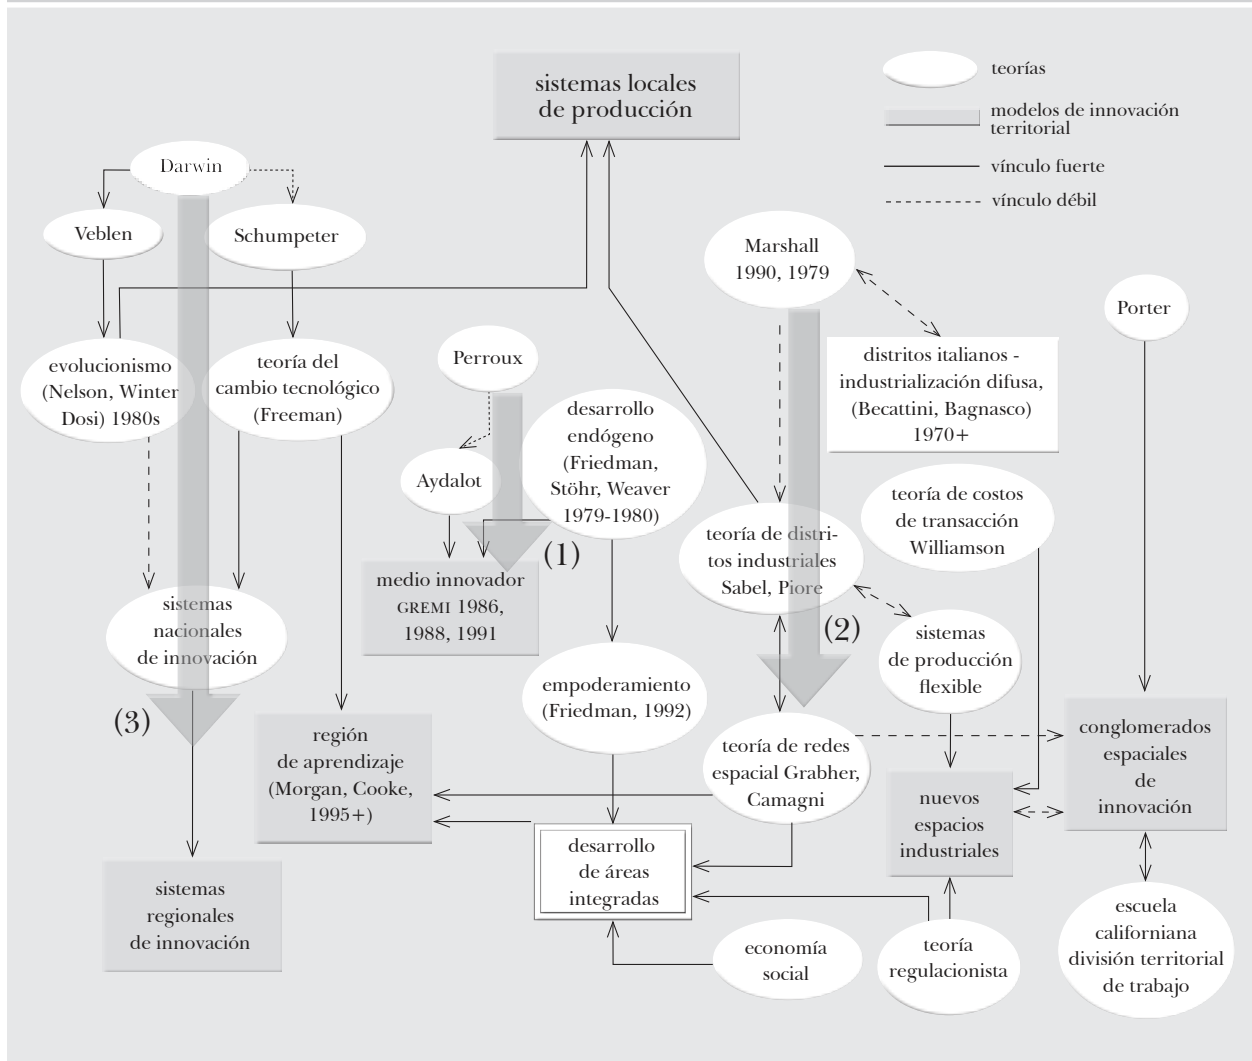 sistemas locales
de producción
teorías
modelos de innovación
territorial
vínculo fuerte
vínculo débil
Darwin
Veblen
Schumpeter
Marshall
1990, 1979
Porter
evolucionismo
(Nelson, Winter
Dosi) 1980s
teoría del
cambio tecnológico
(Freeman)
Perroux
distritos italianos -
industrialización difusa,
(Becattini, Bagnasco)
1970+
desarrollo
endógeno
(Friedman,
Stöhr, Weaver
1979-1980)
Aydalot
teoría de costos
de transacción
Williamson
teoría de distri-
tos industriales
Sabel, Piore
(1)
medio innovador
GREMI 1986,
1988, 1991
sistemas
nacionales
de innovación
(2)
sistemas
de producción
flexible
empoderamiento
(Friedman, 1992)
(3)
región
de aprendizaje
(Morgan, Cooke,
1995+)
teoría de redes
espacial Grabher,
Camagni
conglomerados
espaciales
de
innovación
nuevos
espacios
industriales
desarrollo
de áreas
integradas
sistemas
regionales
de innovación
economía
social
teoría
regulacionista
escuela
californiana
división territorial
de trabajo